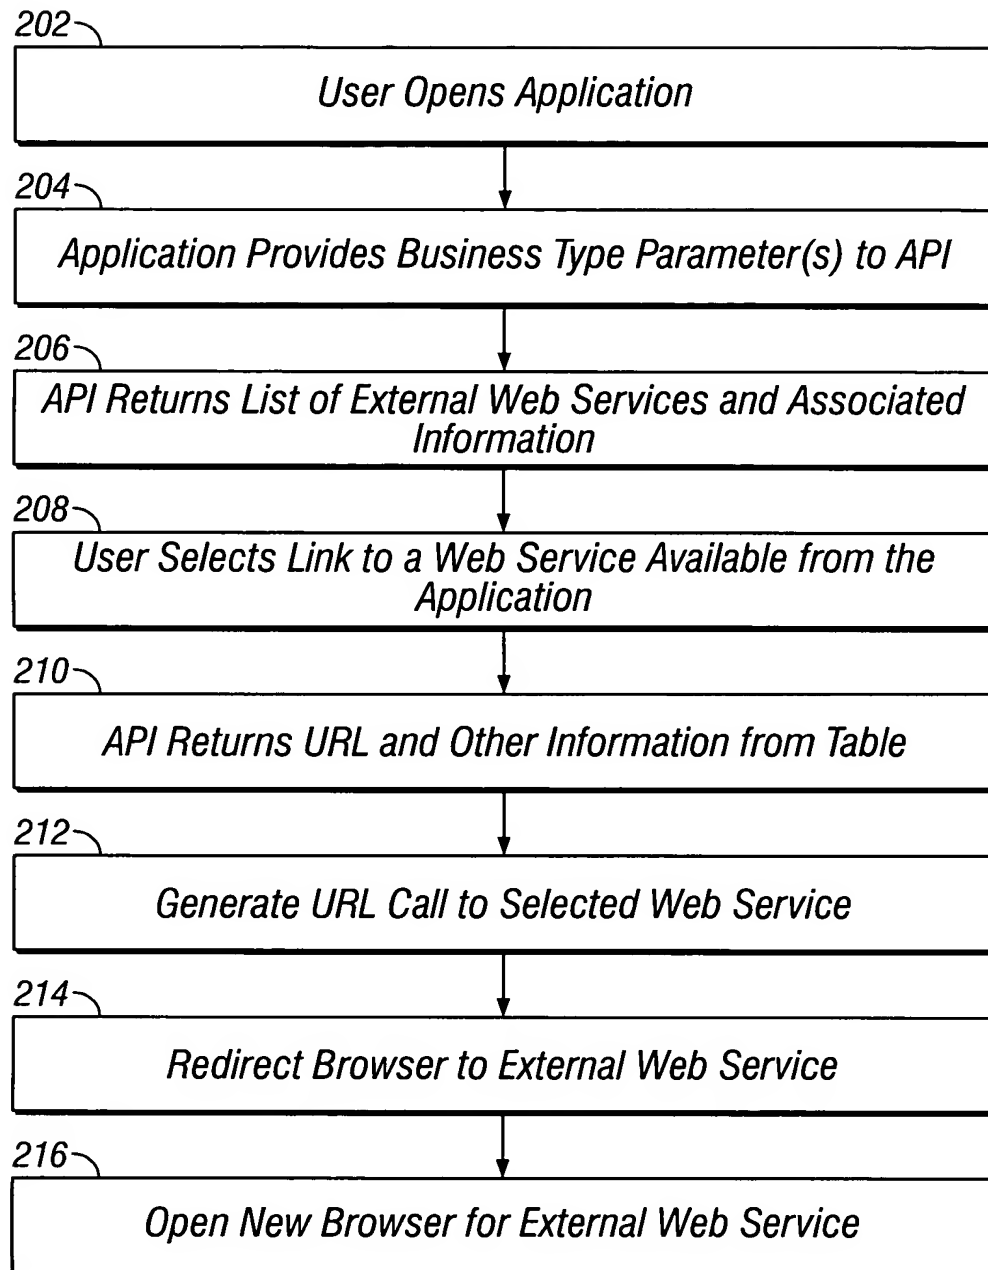 202
User Opens Application
204
Application Provides Business Type Parameter(s) to API
206
API Returns List of External Web Services and Associated
Information
208
User Selects Link to a Web Service Available from the
Application
210
API Returns URL and Other Information from Table
212
Generate URL Call to Selected Web Service
214
Redirect Browser to External Web Service
216
Open New Browser for External Web Service